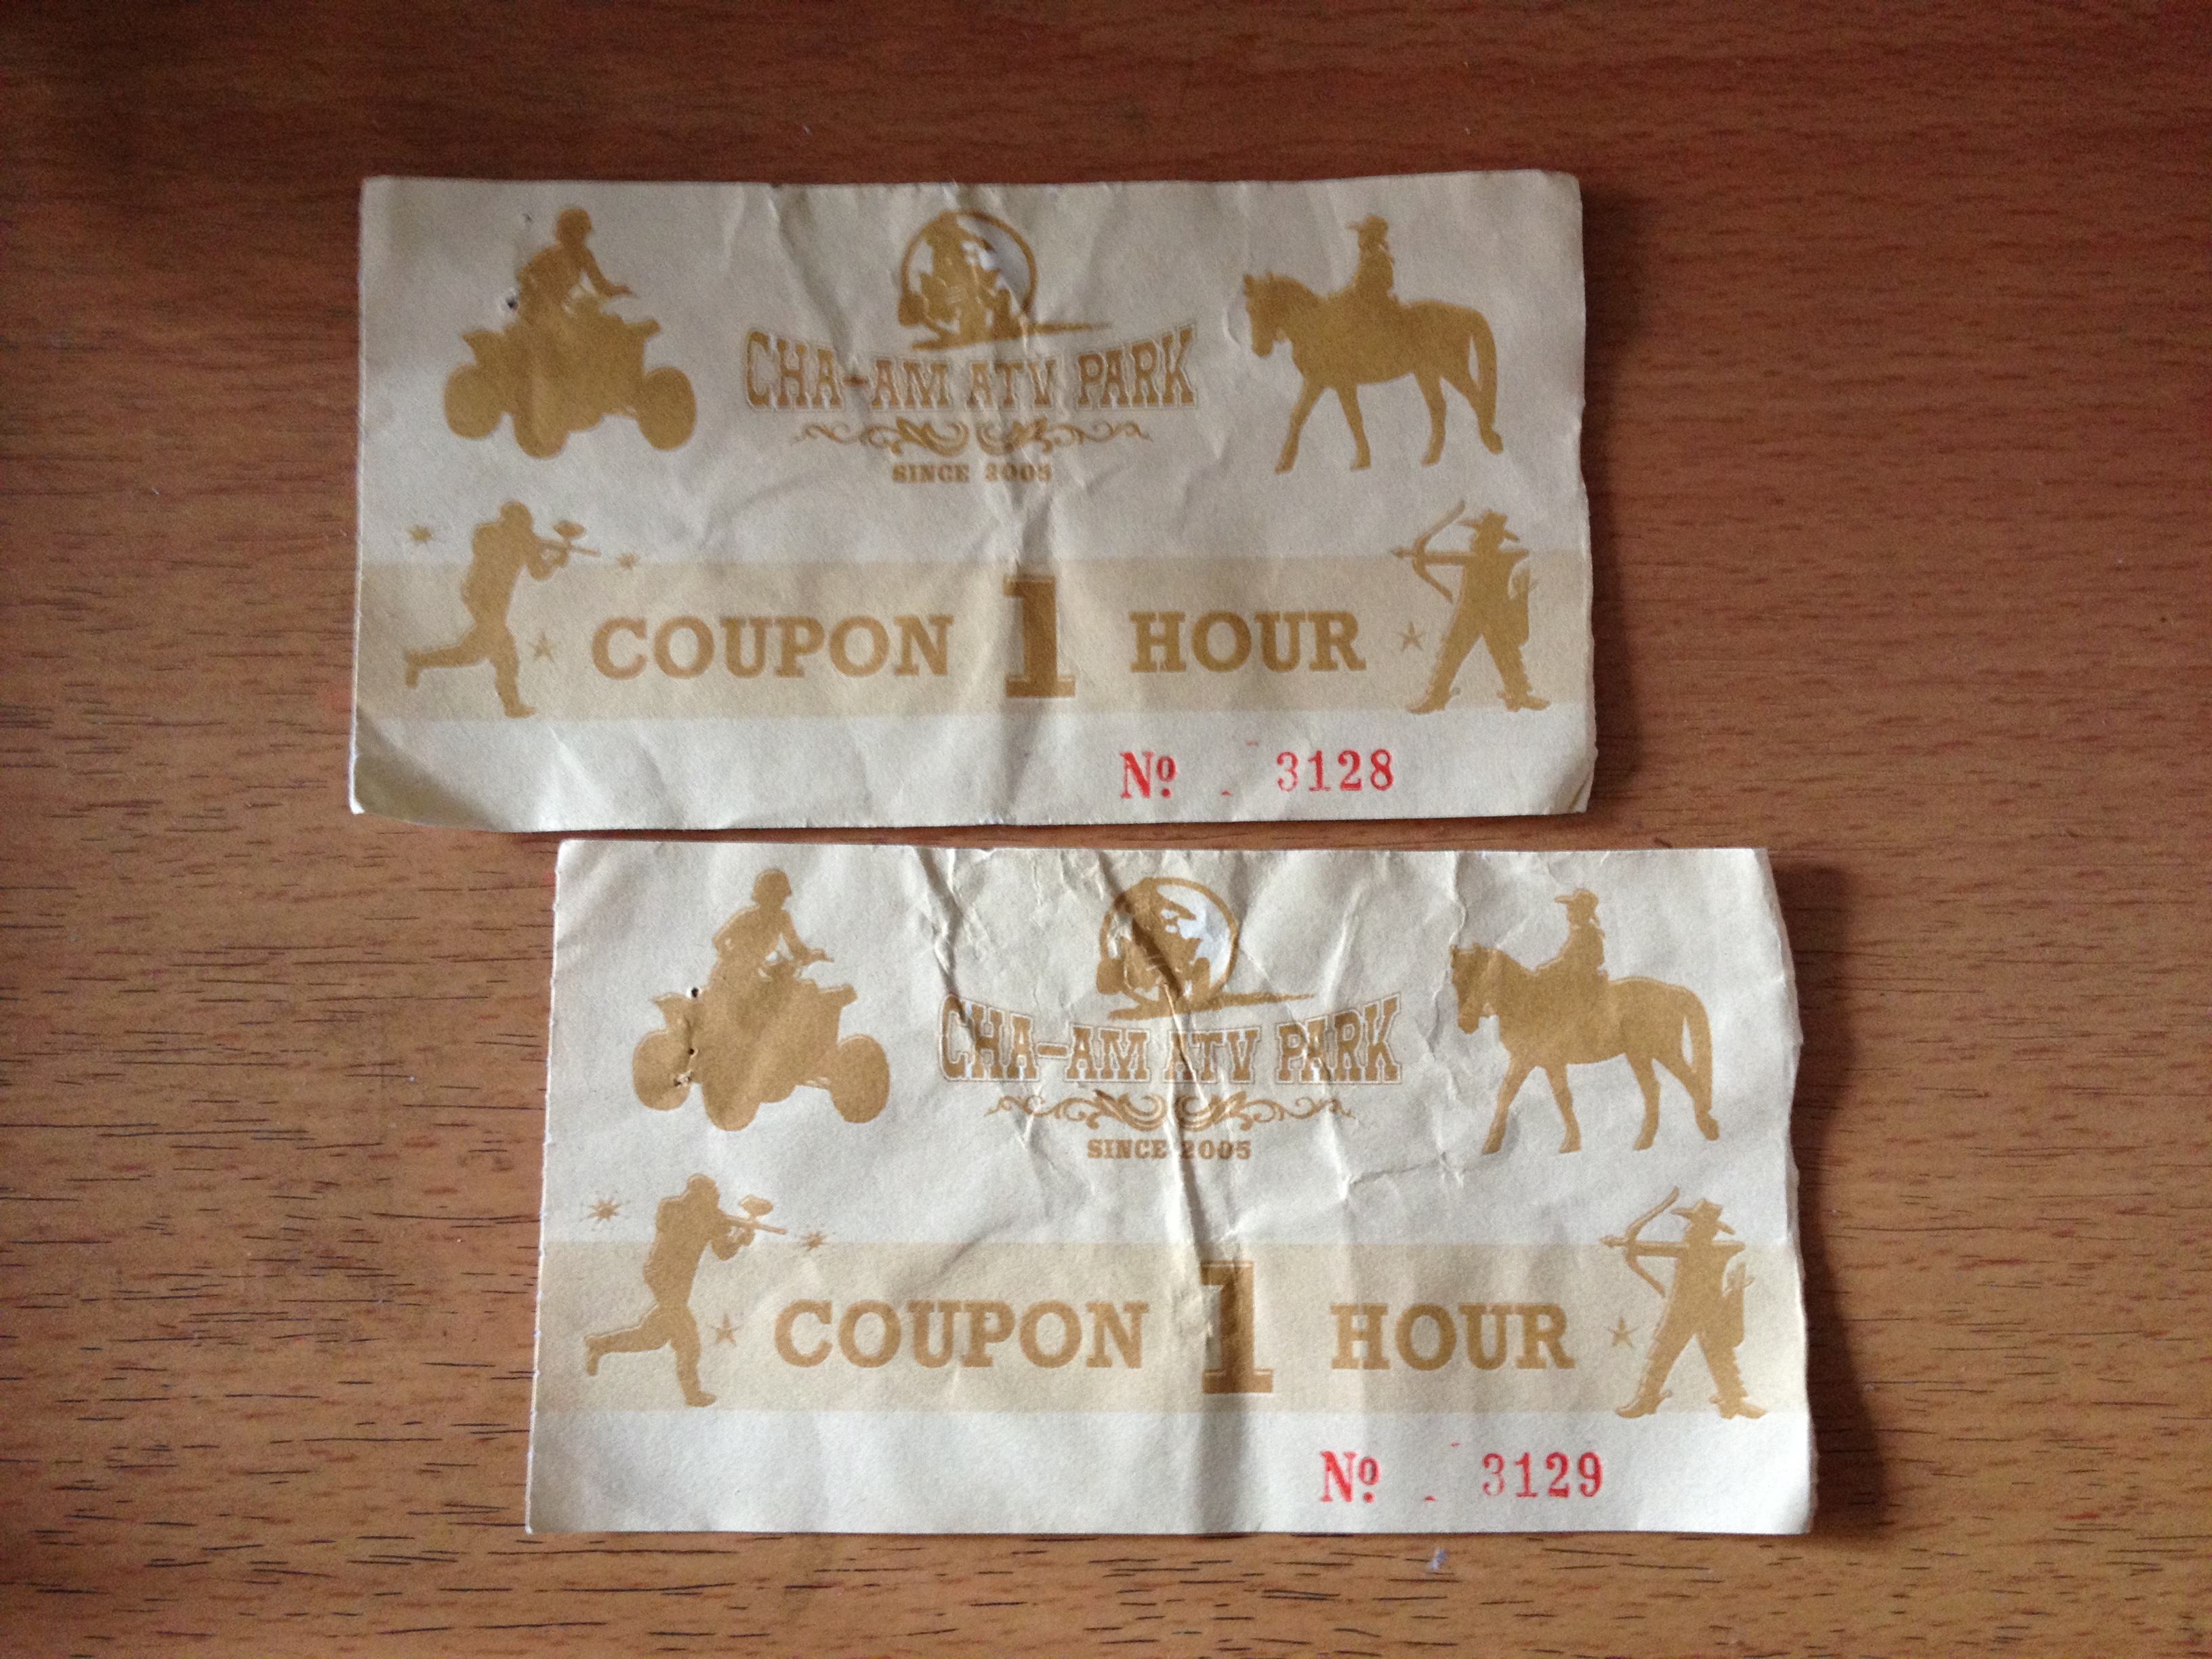 CHA-AM ATV PARK
SINCE 2005
COUPON 1 HOUR
Nº 3128
CHA-AM ATV PARK
SINCE 2005
COUPON 1 HOUR
Nº 3129